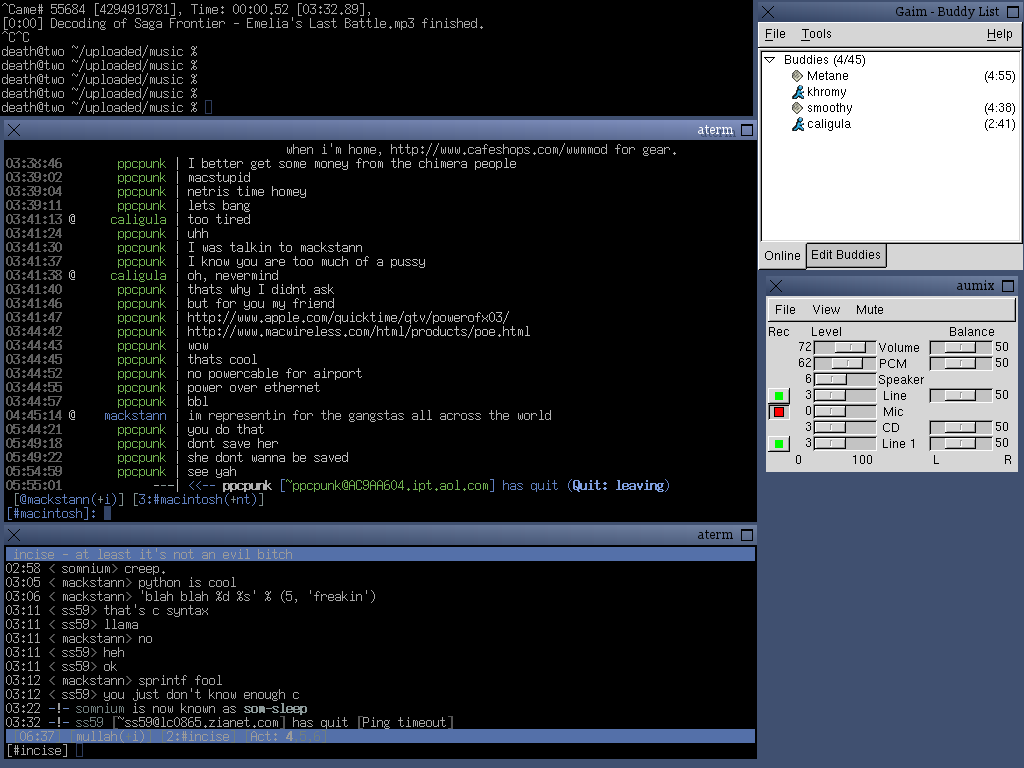 ^Came# 55684 [4294919781], Time: 00:00.52 [03:32.89],
[0:00] Decoding of Saga Frontier - Emelia's Last Battle.mp3 finished.
^C^C
death@two ~/uploaded/music %
death@two ~/uploaded/music %
death@two ~/uploaded/music %
death@two ~/uploaded/music %
death@two ~/uploaded/music %
aterm
when i'm home, http://www.cafeshops.com/wwmmod for gear.
03:38:46 ppcpunk | I better get some money from the chimera people
03:39:02 ppcpunk | macstupid
03:39:04 ppcpunk | netris time homey
03:39:11 ppcpunk | lets bang
03:41:13 @ caligula | too tired
03:41:24 ppcpunk | uhh
03:41:30 ppcpunk | I was talkin to mackstann
03:41:37 ppcpunk | I know you are too much of a pussy
03:41:38 @ caligula | oh, nevermind
03:41:40 ppcpunk | thats why I didnt ask
03:41:46 ppcpunk | but for you my friend
03:41:47 ppcpunk | http://www.apple.com/quicktime/qtv/powerofx03/
03:44:42 ppcpunk | http://www.macwireless.com/html/products/poe.html
03:44:43 ppcpunk | wow
03:44:45 ppcpunk | thats cool
03:44:52 ppcpunk | no powercable for airport
03:44:55 ppcpunk | power over ethernet
03:44:57 ppcpunk | bbl
04:45:14 @ mackstann | im representin for the gangstas all across the world
05:44:21 ppcpunk | you do that
05:49:18 ppcpunk | dont save her
05:49:22 ppcpunk | she dont wanna be saved
05:54:59 ppcpunk | see yah
05:55:01 ---| <<-- ppcpunk [~ppcpunk@AC9AA604.ipt.aol.com] has quit (Quit: leaving)
[@mackstann(+i)] [3:#macintosh(+nt)]
[#macintosh]:
aterm
incise - at least it's not an evil bitch
02:58 < somnium> creep.
03:05 < mackstann> python is cool
03:06 < mackstann> 'blah blah %d %s' % (5, 'freakin')
03:11 < ss59> that's c syntax
03:11 < ss59> llama
03:11 < mackstann> no
03:11 < ss59> heh
03:11 < ss59> ok
03:12 < mackstann> sprintf fool
03:12 < ss59> you just don't know enough c
03:22 -!- somnium is now known as som-sleep
03:32 -!- ss59 [~ss59@lc0865.zianet.com] has quit [Ping timeout]
[06:37] [mullah(+i)] [2:#incise] [Act: 4,5,6]
[#incise]
Gaim - Buddy List
File Tools Help
Buddies (4/45)
Metane (4:55)
khromy
smoothy (4:38)
caligula (2:41)
Online Edit Buddies
aumix
File View Mute
Rec Level Balance
72 Volume 50
62 PCM 50
6 Speaker
3 Line 50
0 Mic
3 CD 50
3 Line 1 50
0 100 L R